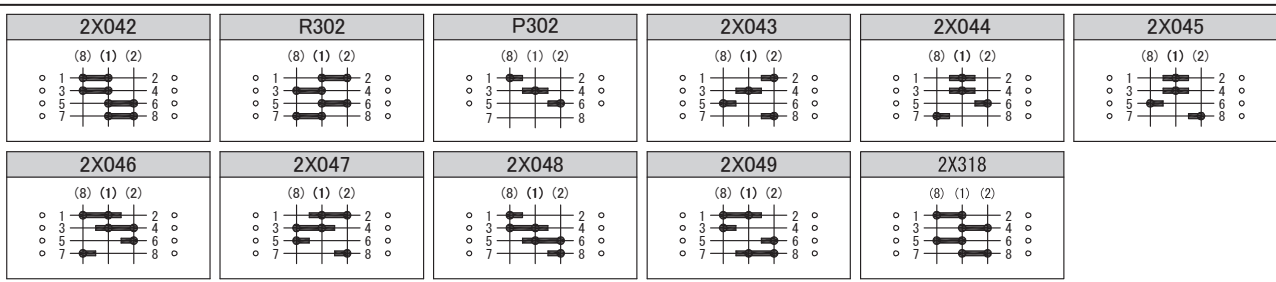 2X042 R302 P302 2X043 2X044 2X045
(8) (1) (2) (8) (1) (2) (8) (1) (2) (8) (1) (2) (8) (1) (2) (8) (1) (2)
1 2 1 2 1 2 1 2 1 2 1 2
3 4 3 4 3 4 3 4 3 4 3 4
5 6 5 6 5 6 5 6 5 6 5 6
7 8 7 8 7 8 7 8 7 8 7 8
2X046 2X047 2X048 2X049 2X318
(8) (1) (2) (8) (1) (2) (8) (1) (2) (8) (1) (2) (8) (1) (2)
1 2 1 2 1 2 1 2 1 2
3 4 3 4 3 4 3 4 3 4
5 6 5 6 5 6 5 6 5 6
7 8 7 8 7 8 7 8 7 8